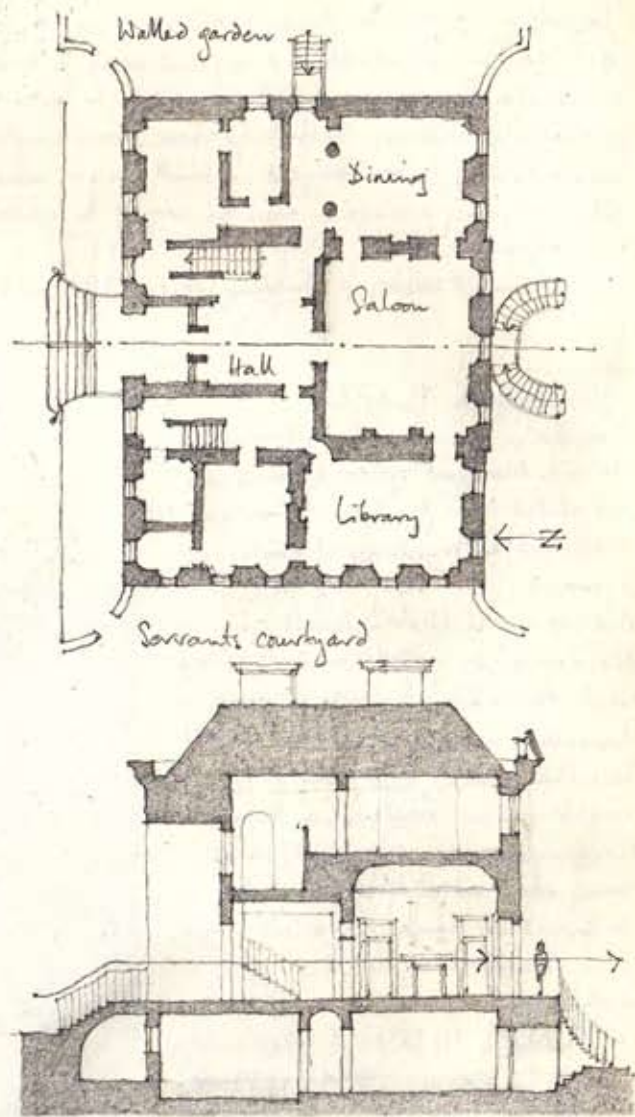 Walled garden
Dining
Saloon
Hall
Library
N
Servants courtyard